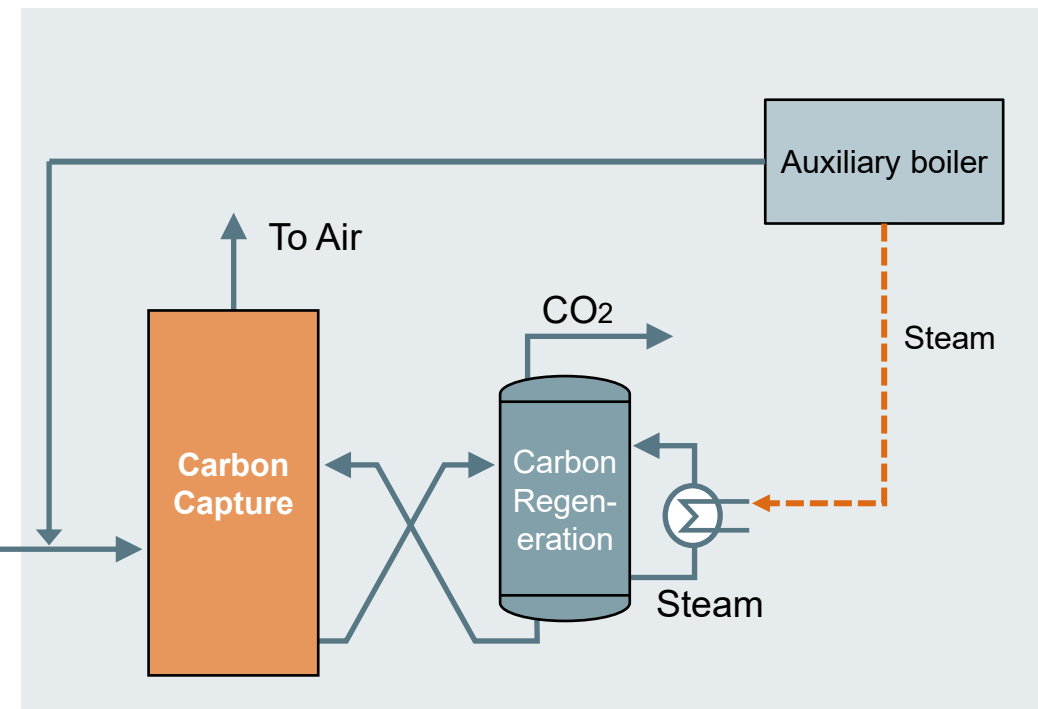 Auxiliary boiler
To Air
CO2
Steam
Carbon
Capture
Carbon
Regen-
eration
Steam